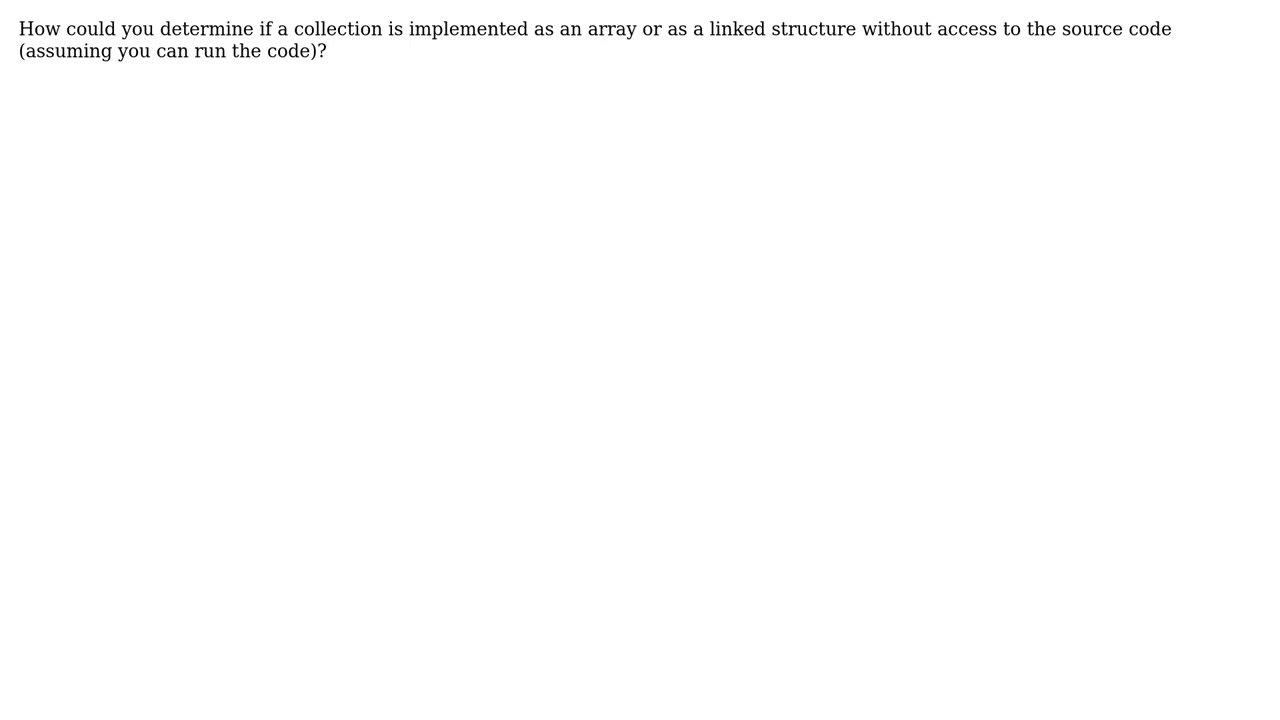 How could you determine if a collection is implemented as an array or as a linked structure without access to the source code
(assuming you can run the code)?